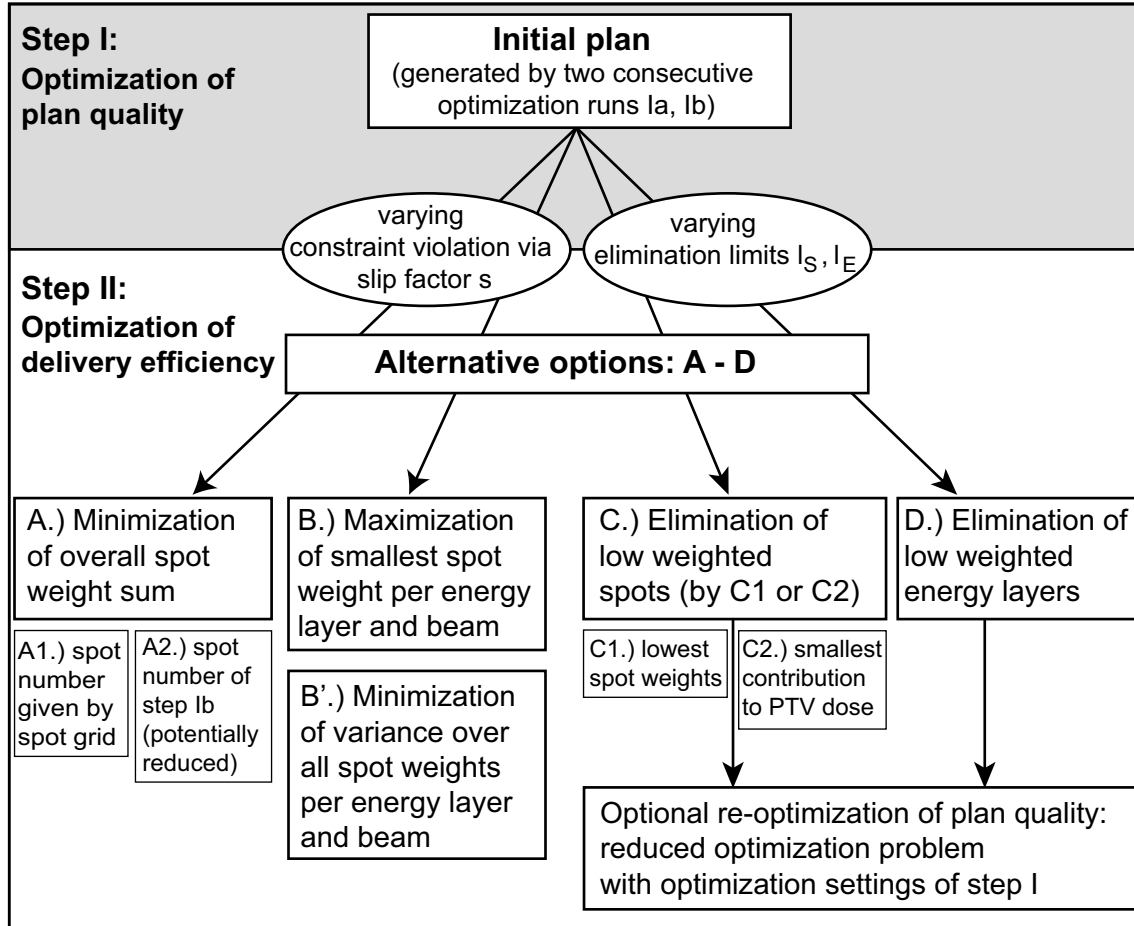 Step I:
Optimization of
plan quality
Initial plan
(generated by two consecutive
optimization runs Ia, Ib)
varying
constraint violation via
slip factor s
varying
elimination limits l_S , l_E
Step II:
Optimization of
delivery efficiency
Alternative options: A - D
A.) Minimization
of overall spot
weight sum
A1.) spot
number
given by
spot grid
A2.) spot
number of
step Ib
(potentially
reduced)
B.) Maximization
of smallest spot
weight per energy
layer and beam
B'.) Minimization
of variance over
all spot weights
per energy layer
and beam
C.) Elimination of
low weighted
spots (by C1 or C2)
C1.) lowest
spot weights
C2.) smallest
contribution
to PTV dose
D.) Elimination of
low weighted
energy layers
Optional re-optimization of plan quality:
reduced optimization problem
with optimization settings of step I